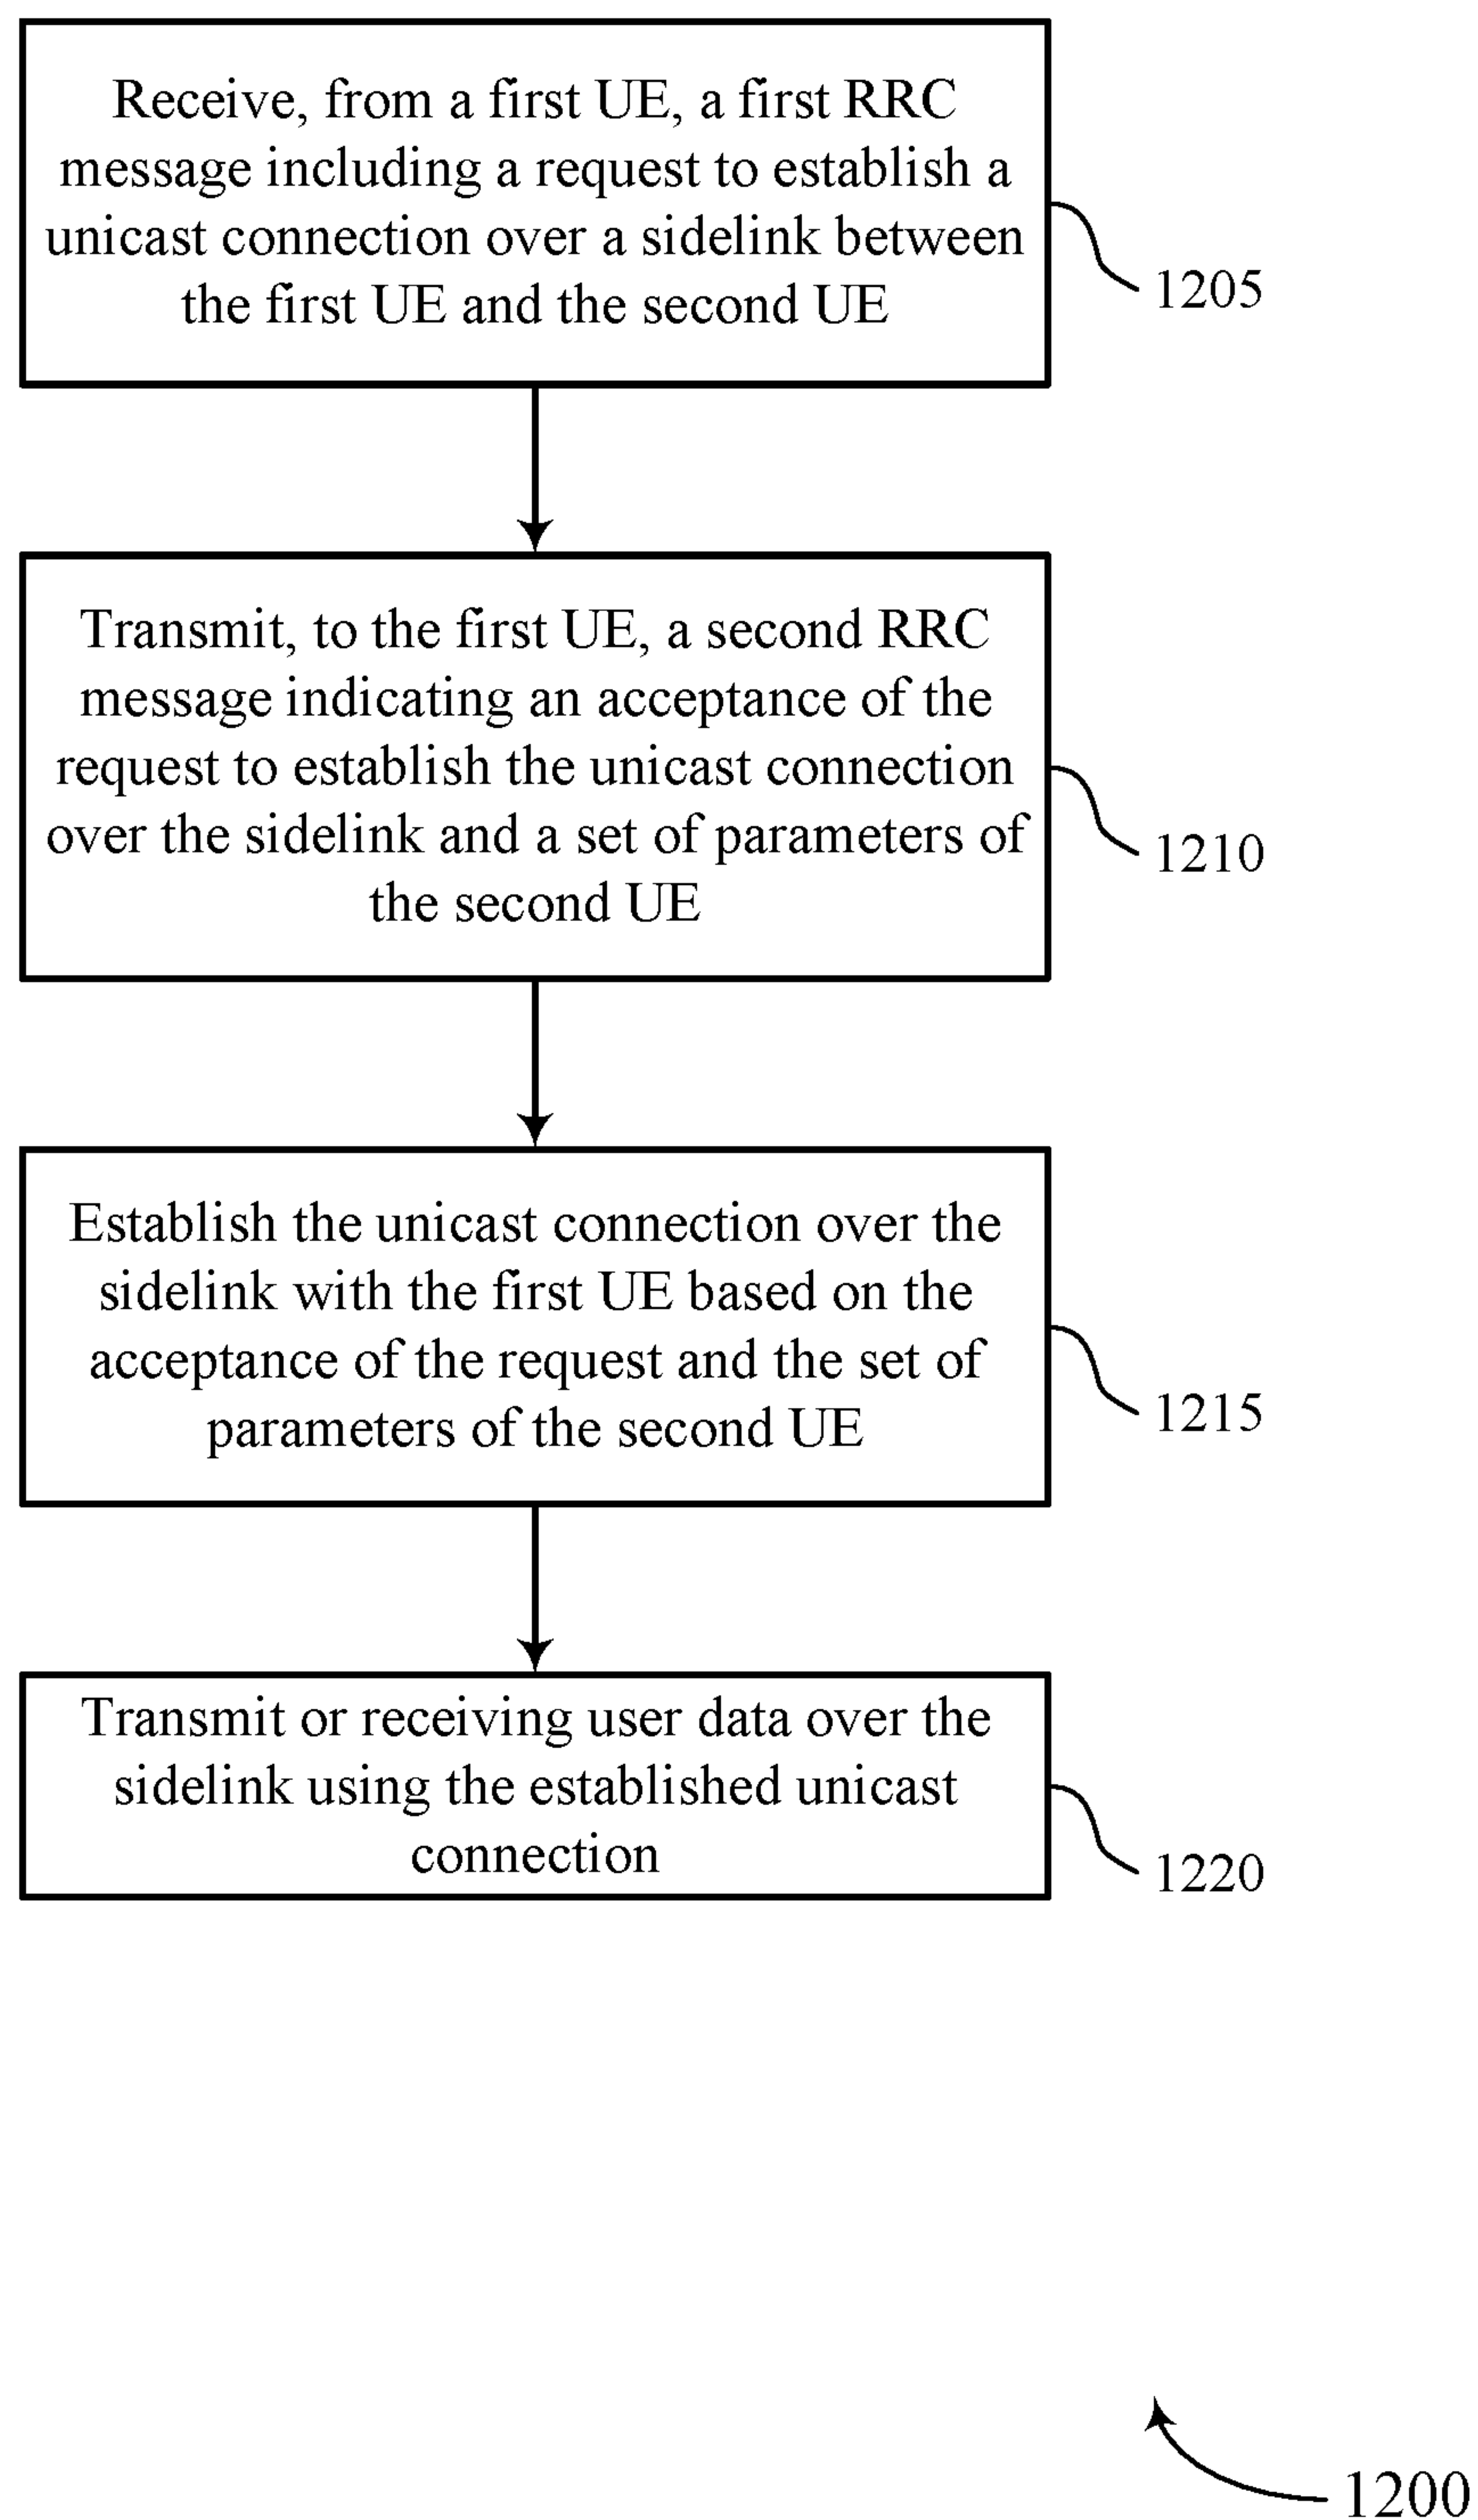 Receive, from a first UE, a first RRC
message including a request to establish a
unicast connection over a sidelink between
the first UE and the second UE
1205
Transmit, to the first UE, a second RRC
message indicating an acceptance of the
request to establish the unicast connection
over the sidelink and a set of parameters of
the second UE
1210
Establish the unicast connection over the
sidelink with the first UE based on the
acceptance of the request and the set of
parameters of the second UE
1215
Transmit or receiving user data over the
sidelink using the established unicast
connection
1220
1200